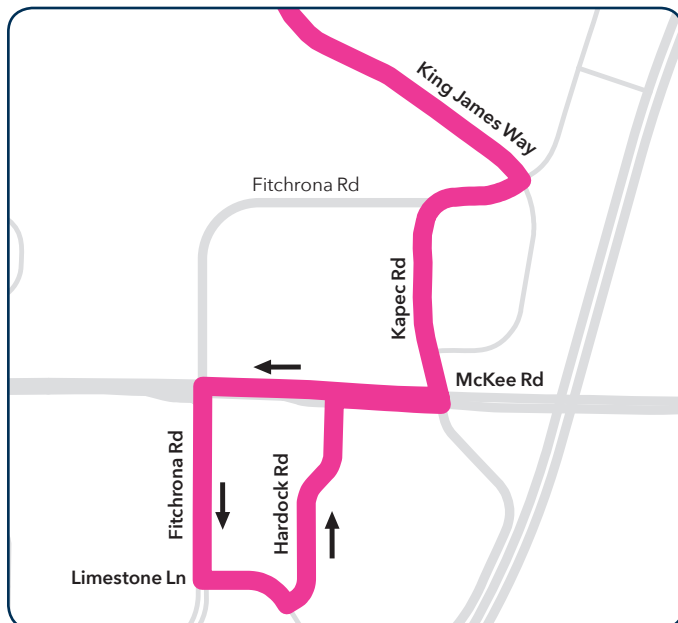 King James Way
Fitchrona Rd
Kapec Rd
McKee Rd
Fitchrona Rd
Hardock Rd
Limestone Ln